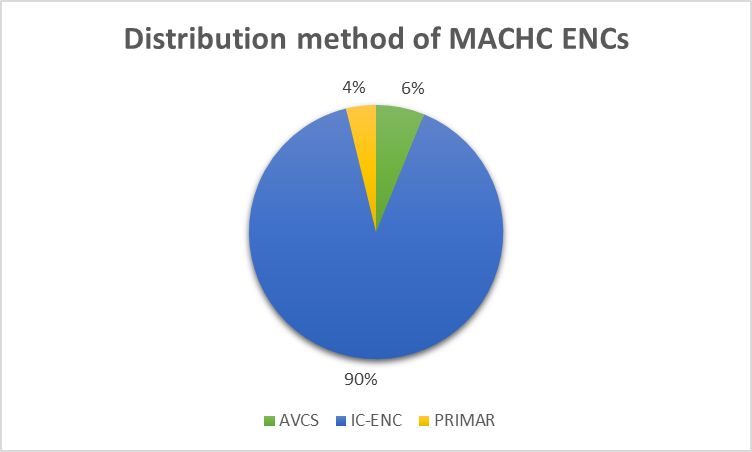 Distribution method of MACHC ENCs
4% 6%
90%
AVCS IC-ENC PRIMAR